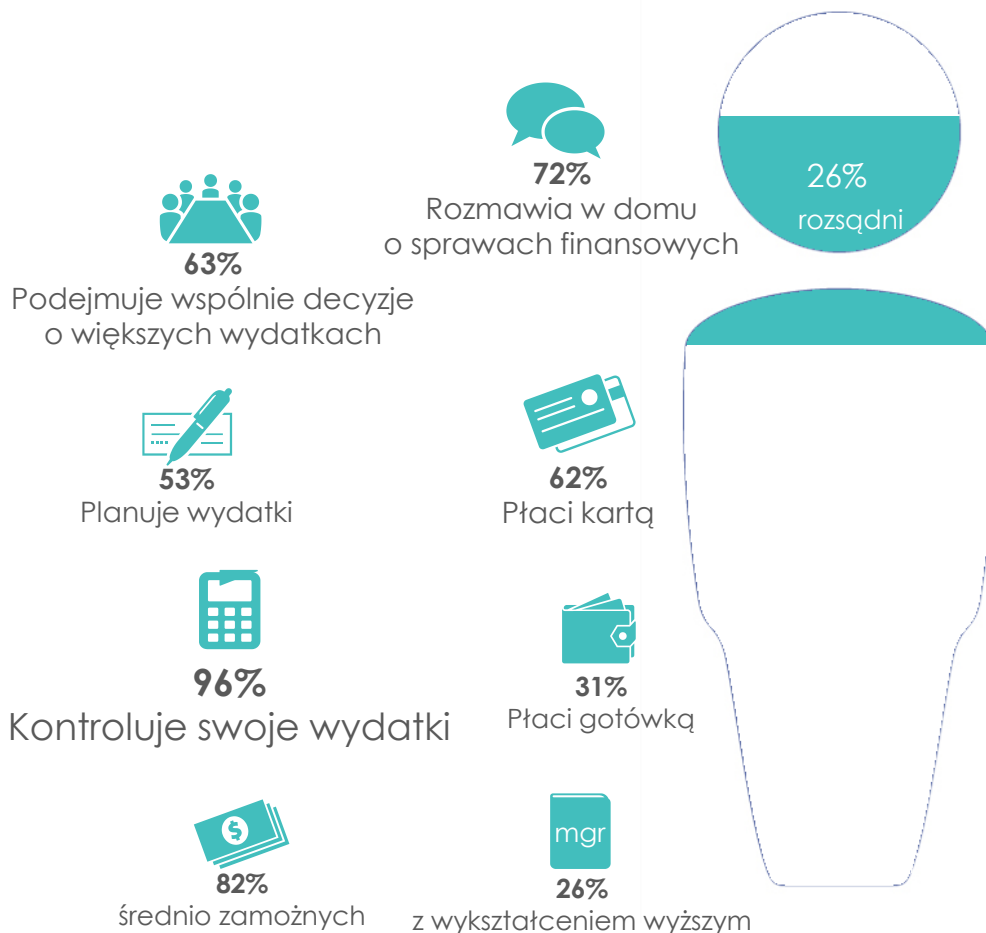 72%
Rozmawia w domu
o sprawach finansowych
26%
rozsądni
63%
Podejmuje wspólnie decyzje
o większych wydatkach
53%
Planuje wydatki
62%
Płaci kartą
96%
Kontroluje swoje wydatki
31%
Płaci gotówką
82%
średnio zamożnych
mgr
26%
z wykształceniem wyższym